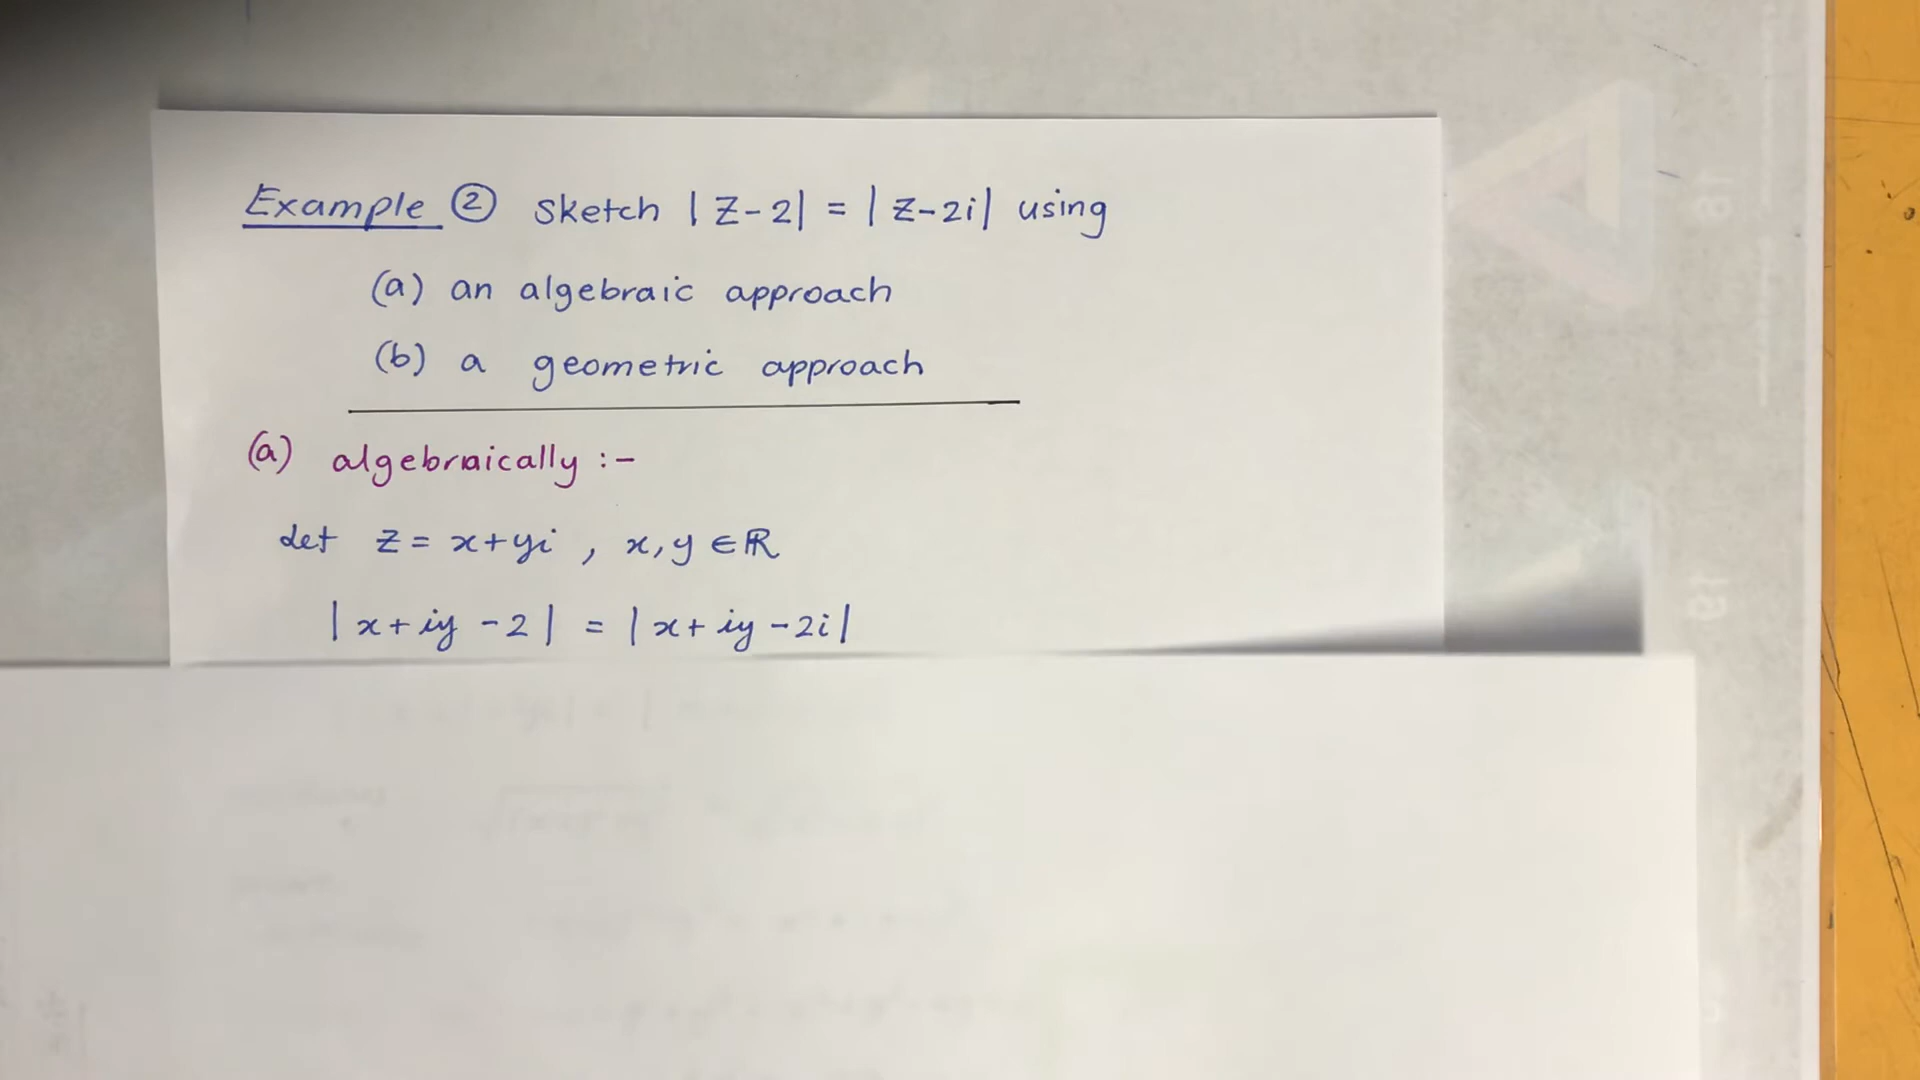 Example ② Sketch |z-2| = |z-2i| using
(a) an algebraic approach
(b) a geometric approach
(a) algebraically :-
Let z = x+yi , x,y ∈ ℝ
|x+iy -2| = |x+iy -2i|